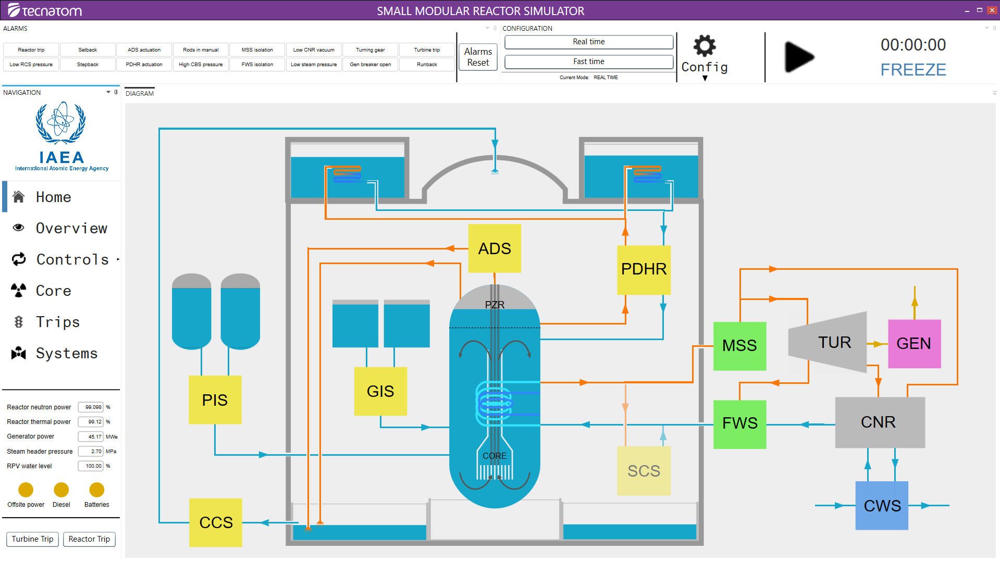 tecnatom
SMALL MODULAR REACTOR SIMULATOR
ALARMS
Reactor trip Setback ADS actuation Rods in manual MSS isolation Low CNR vacuum Turning gear Turbine trip
Low RCS pressure Stepback PDHR actuation High CBS pressure FWS isolation Low steam pressure Gen breaker open Runback
Alarms
Reset
CONFIGURATION
Real time
Fast time
Current Mode: REAL TIME
Config
00:00:00
FREEZE
NAVIGATION
IAEA
International Atomic Energy Agency
Home
Overview
Controls
Core
Trips
Systems
Reactor neutron power 99.098 %
Reactor thermal power 99.12 %
Generator power 45.17 MWe
Steam header pressure 2.70 MPa
RPV water level 100.00 %
Offsite power Diesel Batteries
Turbine Trip Reactor Trip
DIAGRAM
ADS
PDHR
PZR
MSS
TUR
GEN
GIS
PIS
FWS
CNR
CORE
SCS
CWS
CCS